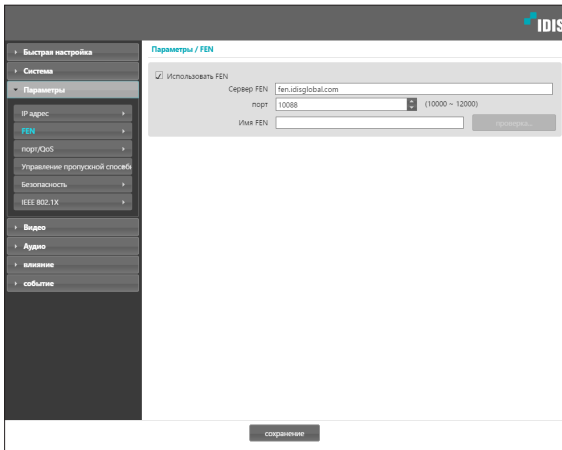 IDIS
Быстрая настройка
Система
Параметры
IP адрес
FEN
порт/QoS
Управление пропускной способн
Безопасность
IEEE 802.1X
Видео
Аудио
влияние
событие
Параметры / FEN
Использовать FEN
Сервер FEN fen.idisglobal.com
порт 10088 (10000 ~ 12000)
Имя FEN проверка...
сохранение